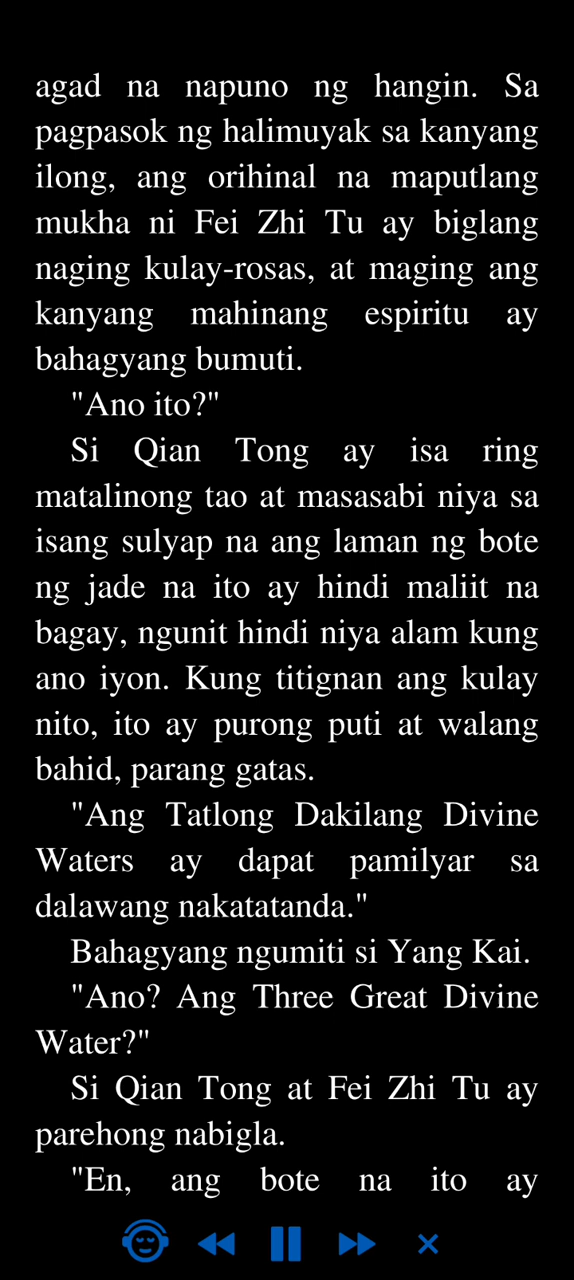 agad na napuno ng hangin. Sa
pagpasok ng halimuyak sa kanyang
ilong, ang orihinal na maputlang
mukha ni Fei Zhi Tu ay biglang
naging kulay-rosas, at maging ang
kanyang mahinang espiritu ay
bahagyang bumuti.
"Ano ito?"
Si Qian Tong ay isa ring
matalinong tao at masasabi niya sa
isang sulyap na ang laman ng bote
ng jade na ito ay hindi maliit na
bagay, ngunit hindi niya alam kung
ano iyon. Kung titignan ang kulay
nito, ito ay purong puti at walang
bahid, parang gatas.
"Ang Tatlong Dakilang Divine
Waters ay dapat pamilyar sa
dalawang nakatatanda."
Bahagyang ngumiti si Yang Kai.
"Ano? Ang Three Great Divine
Water?"
Si Qian Tong at Fei Zhi Tu ay
parehong nabigla.
"En, ang bote na ito ay